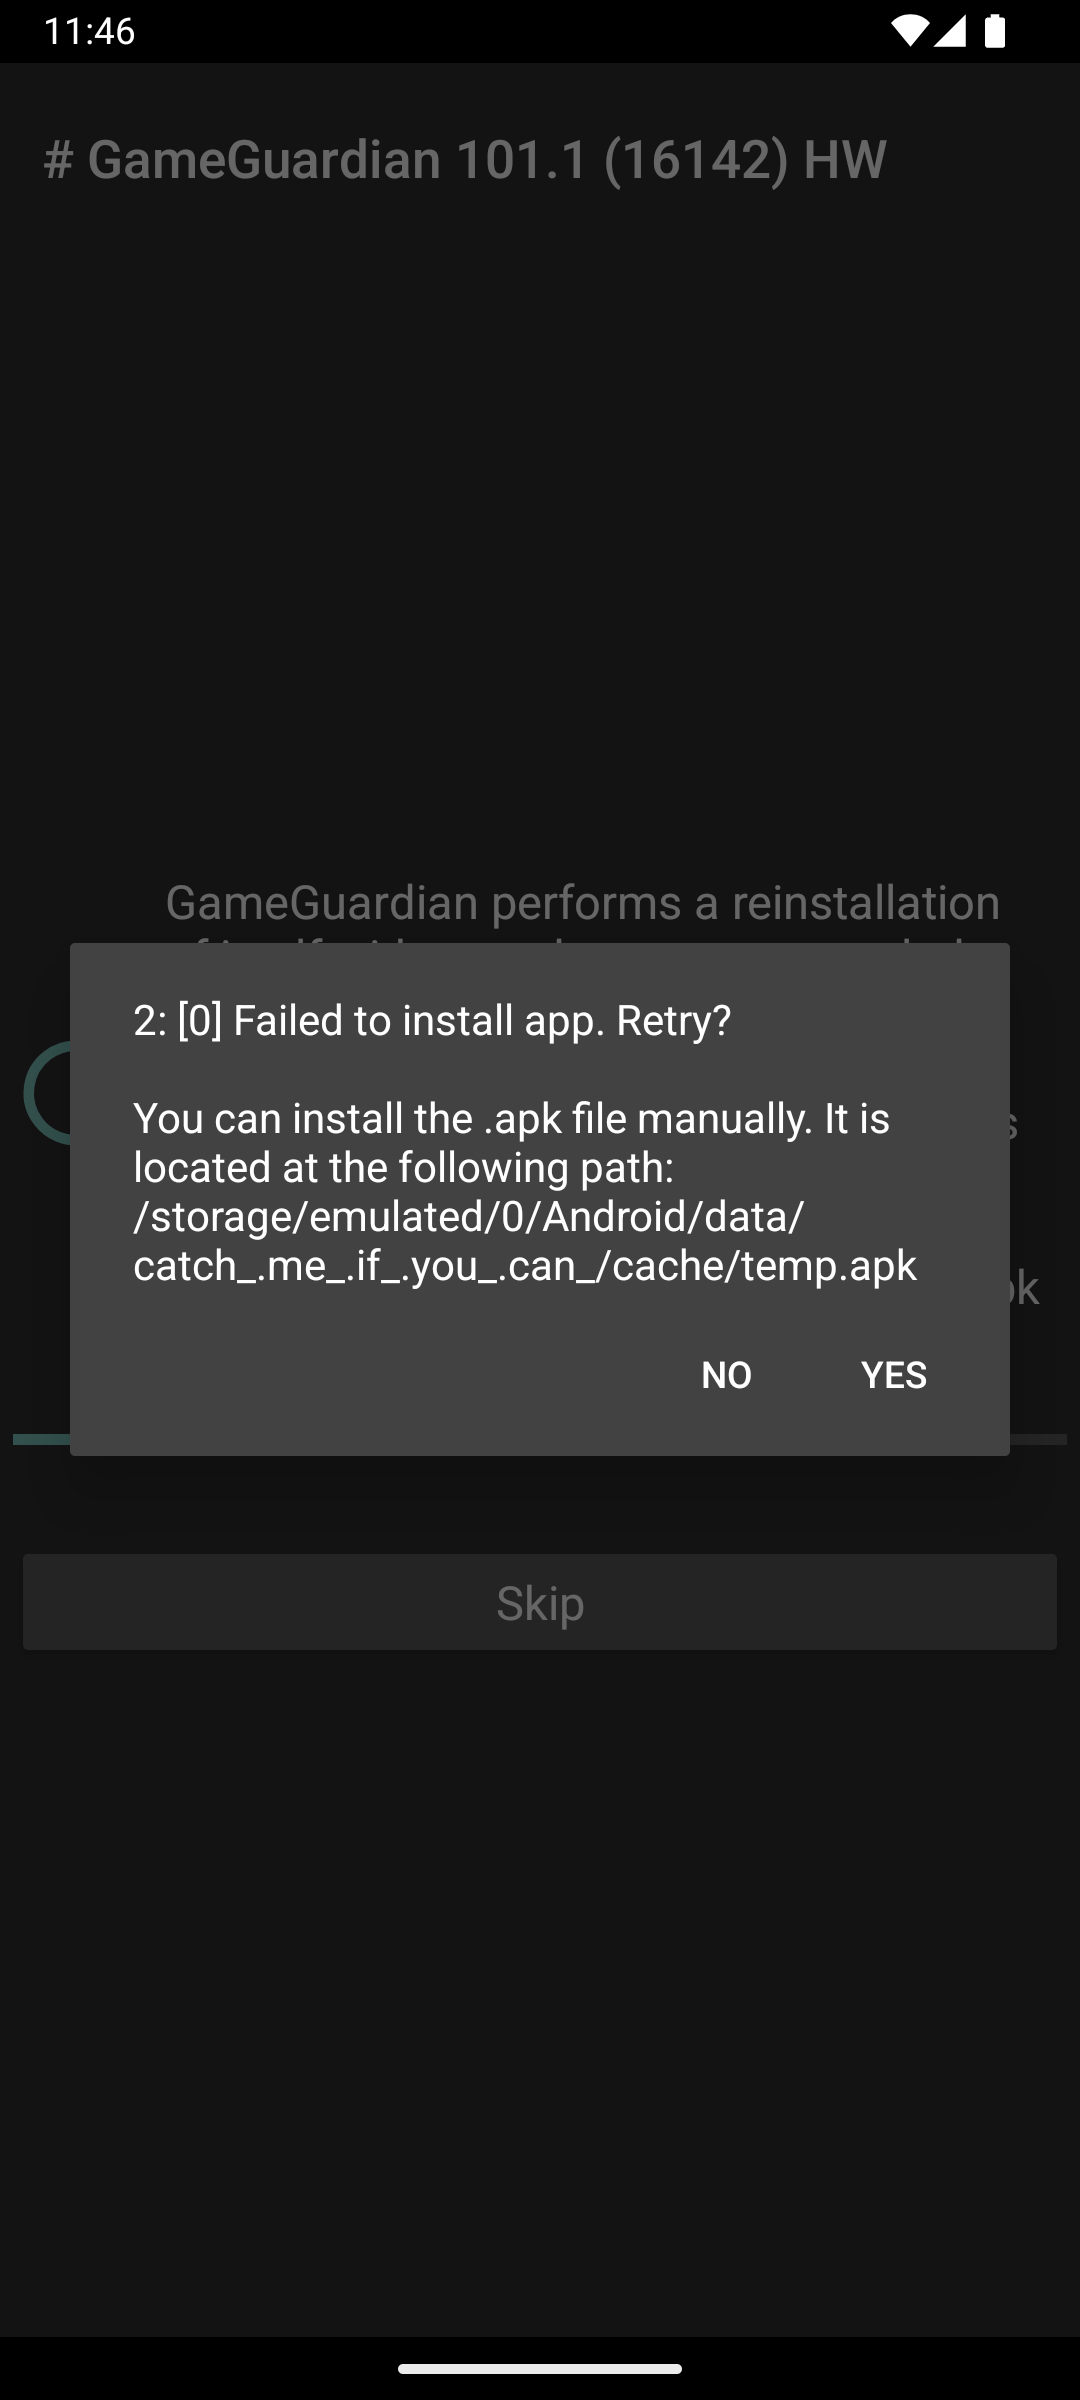 11:46
# GameGuardian 101.1 (16142) HW
GameGuardian performs a reinstallation
2: [0] Failed to install app. Retry?
You can install the .apk file manually. It is
located at the following path:
/storage/emulated/0/Android/data/
catch_.me_.if_.you_.can_/cache/temp.apk
NO YES
Skip